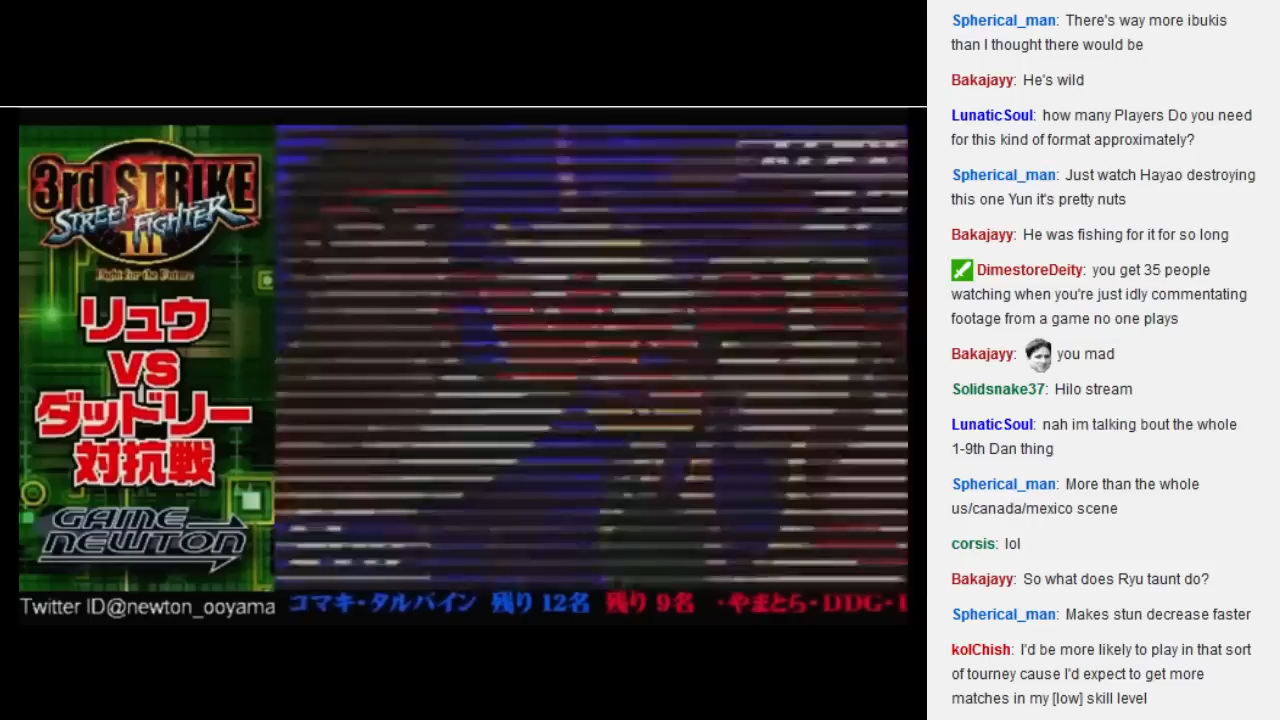 3rd STRIKE
STREET FIGHTER
III
Fight for the Future
リュウ
vs
ダッドリー
対抗戦
GAME
NEWTON
Twitter ID@newton_ooyama
コマキ・タルバイン 残り 12名 残り 9名 ・やまとら・DDG・
Spherical_man: There's way more ibukis
than I thought there would be
Bakajayy: He's wild
LunaticSoul: how many Players Do you need
for this kind of format approximately?
Spherical_man: Just watch Hayao destroying
this one Yun it's pretty nuts
Bakajayy: He was fishing for it for so long
DimestoreDeity: you get 35 people
watching when you're just idly commentating
footage from a game no one plays
Bakajayy: you mad
Solidsnake37: Hilo stream
LunaticSoul: nah im talking bout the whole
1-9th Dan thing
Spherical_man: More than the whole
us/canada/mexico scene
corsis: lol
Bakajayy: So what does Ryu taunt do?
Spherical_man: Makes stun decrease faster
kolChish: I'd be more likely to play in that sort
of tourney cause I'd expect to get more
matches in my [low] skill level